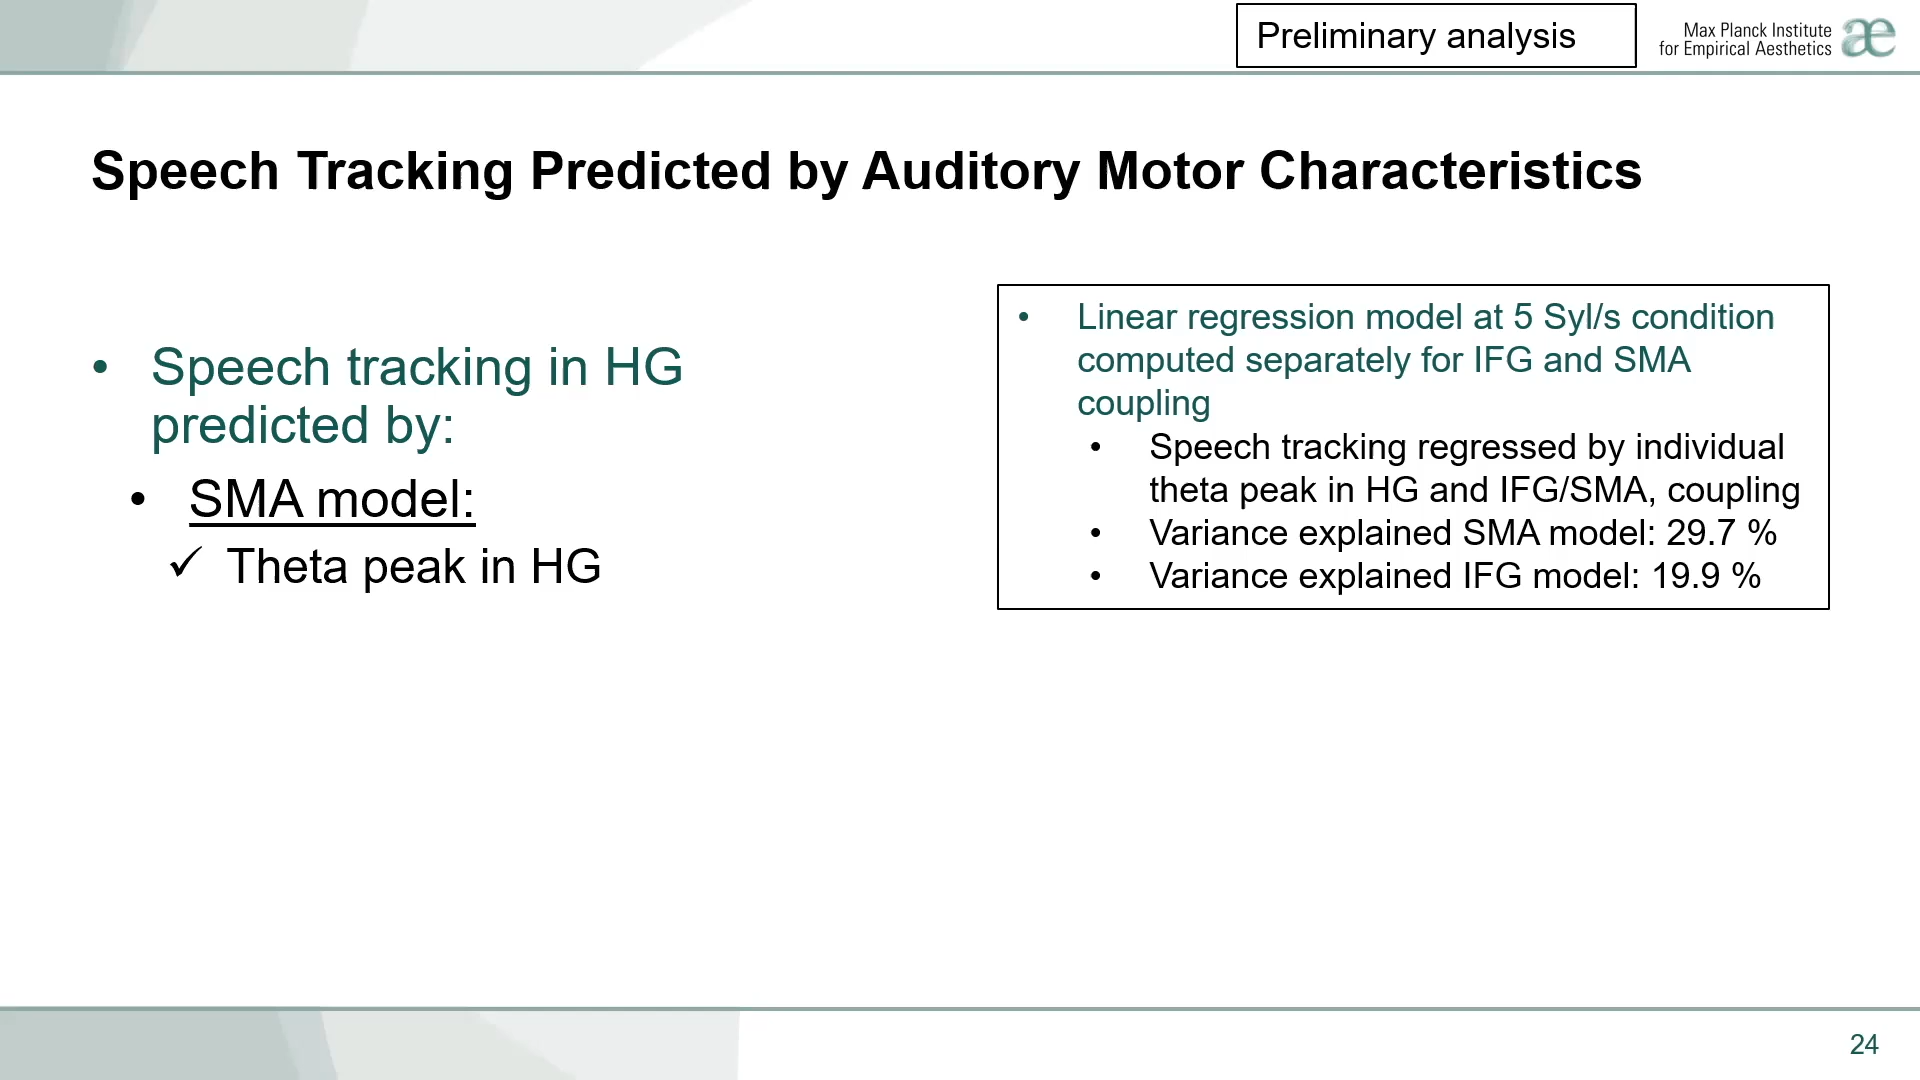 Preliminary analysis
Max Planck Institute
for Empirical Aesthetics
æ
Speech Tracking Predicted by Auditory Motor Characteristics
• Speech tracking in HG
predicted by:
• SMA model:
✓ Theta peak in HG
• Linear regression model at 5 Syl/s condition
computed separately for IFG and SMA
coupling
• Speech tracking regressed by individual
theta peak in HG and IFG/SMA, coupling
• Variance explained SMA model: 29.7 %
• Variance explained IFG model: 19.9 %
24